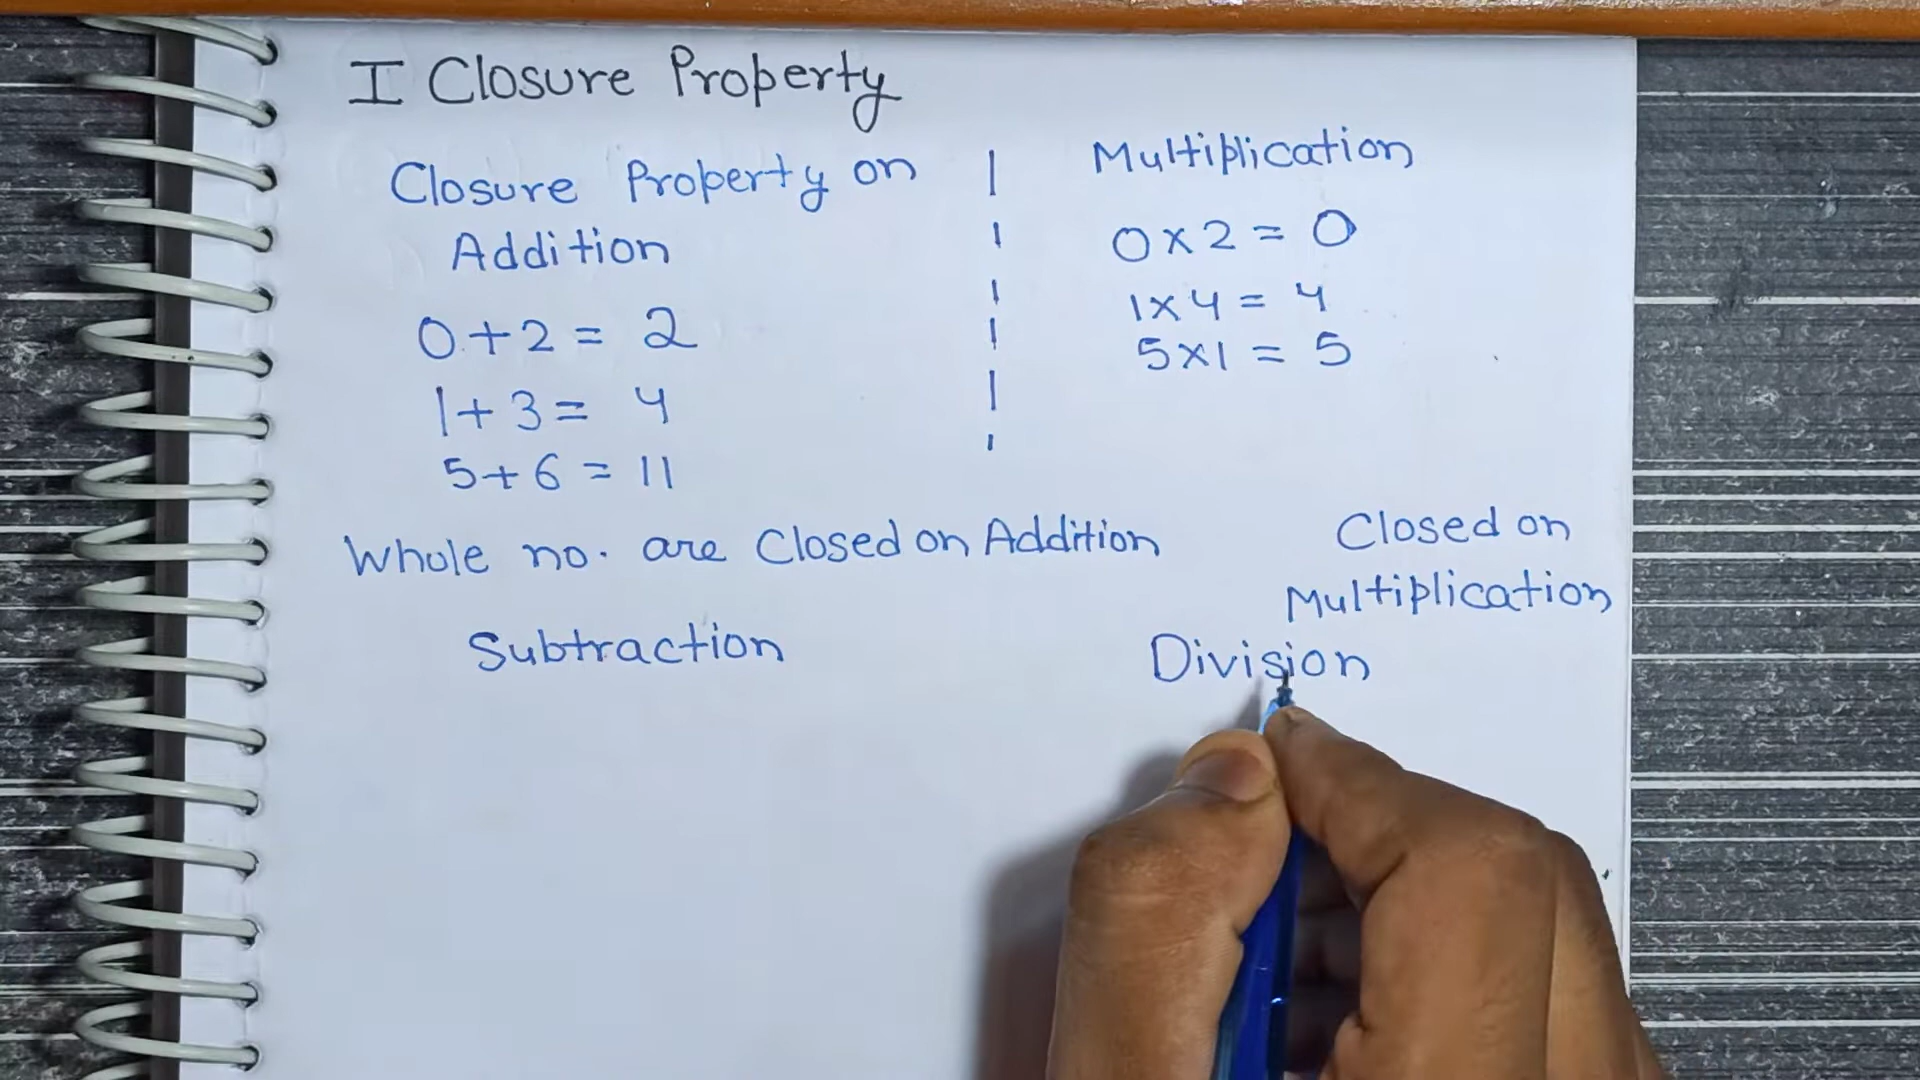 I Closure Property
Closure Property on
Addition
0+2 = 2
1+3 = 4
5+6 = 11
Multiplication
0×2 = 0
1×4 = 4
5×1 = 5
Whole no. are Closed on Addition
Closed on
Multiplication
Subtraction
Division